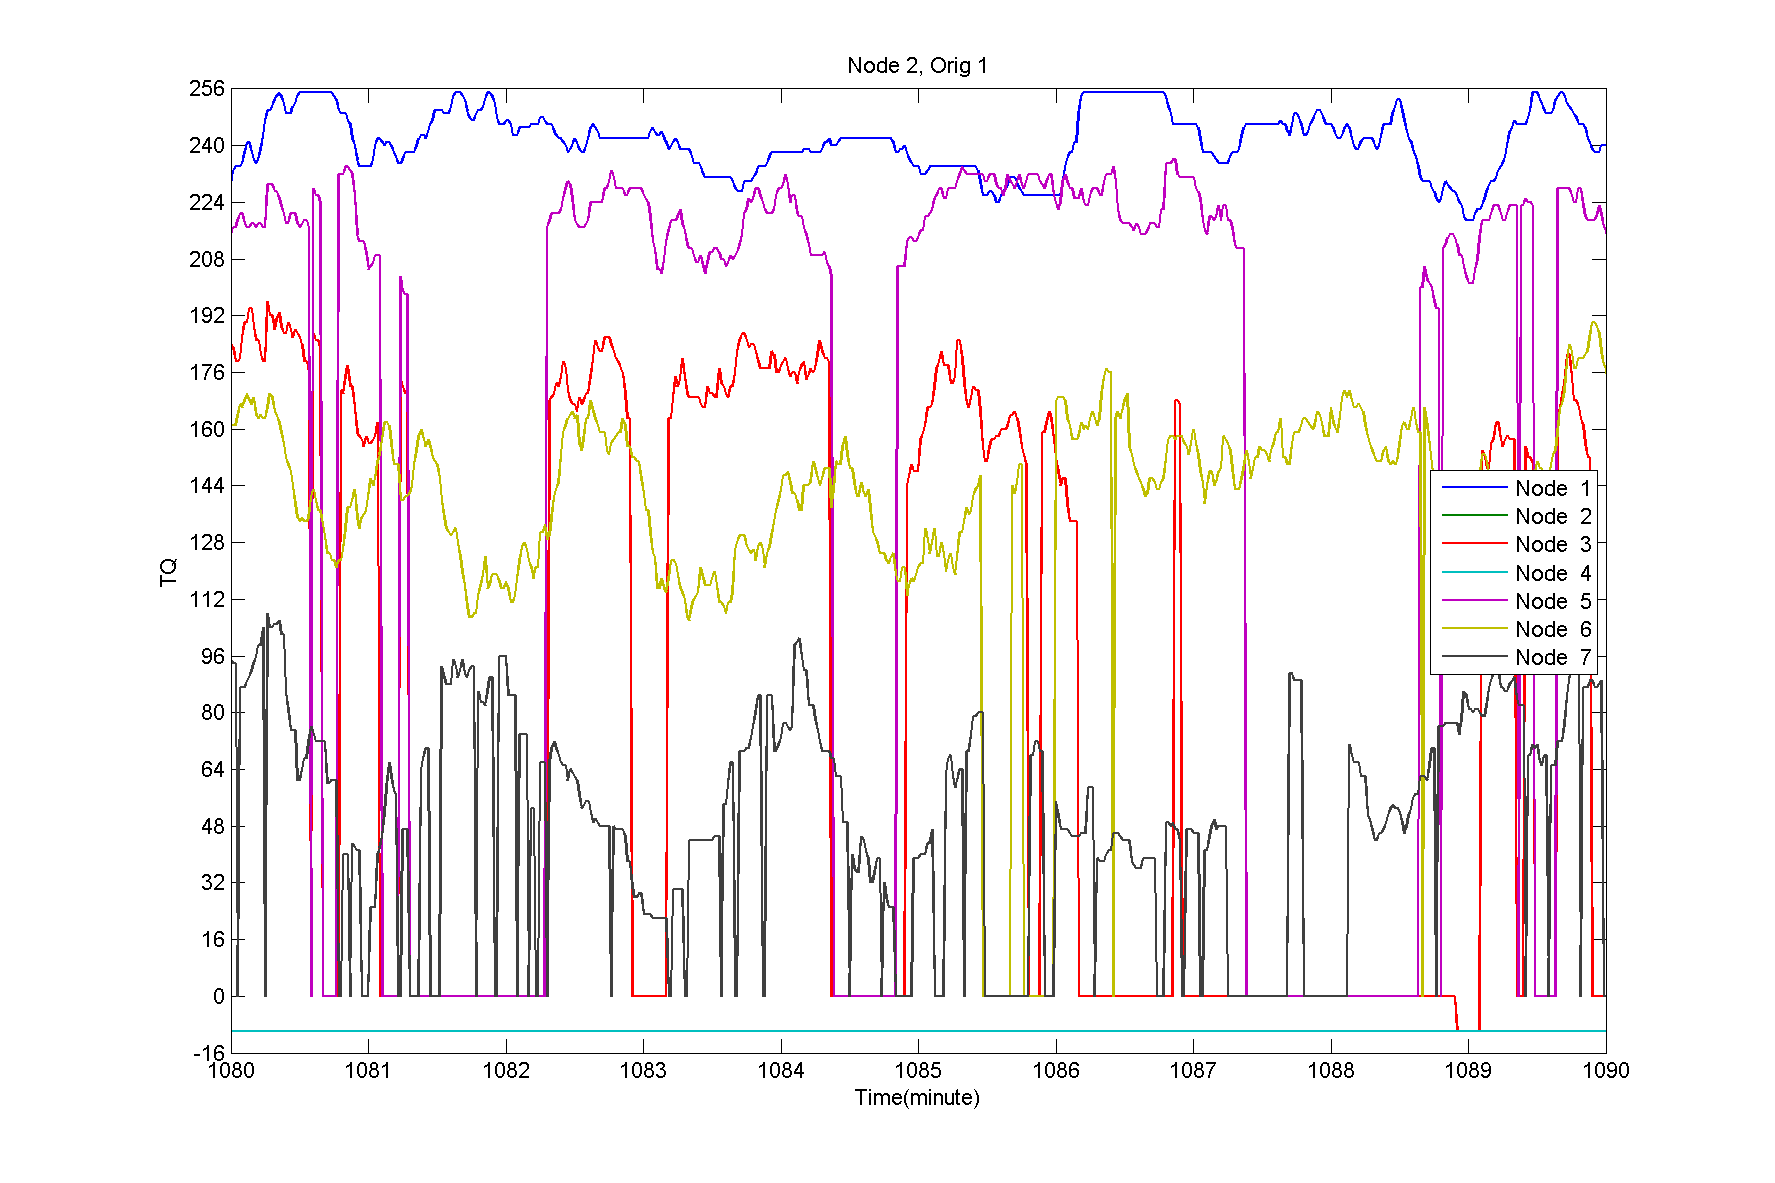 Node 2, Orig 1
256
240
224
208
192
176
160
144
128
112
96
80
64
48
32
16
0
-16
TQ
Node 1
Node 2
Node 3
Node 4
Node 5
Node 6
Node 7
1080 1081 1082 1083 1084 1085 1086 1087 1088 1089 1090
Time(minute)